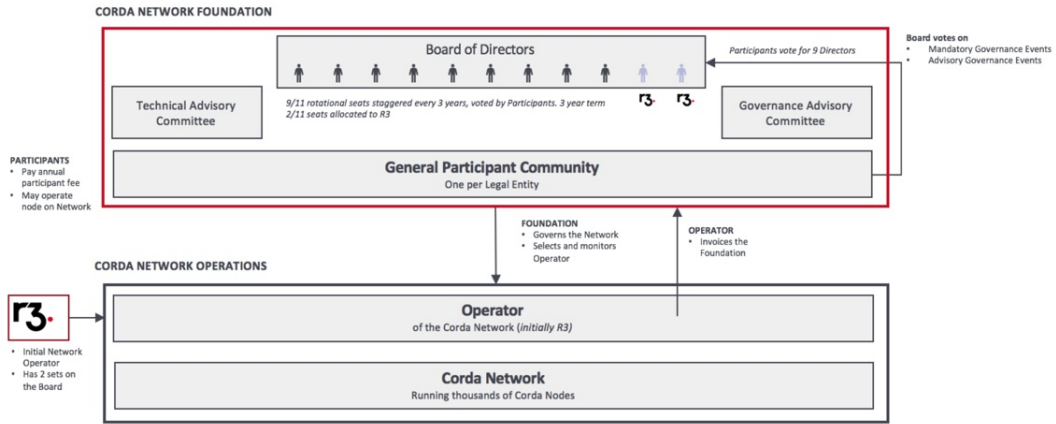 CORDA NETWORK FOUNDATION
Board of Directors
Participants vote for 9 Directors
Board votes on
• Mandatory Governance Events
• Advisory Governance Events
r3. r3.
Technical Advisory
Committee
9/11 rotational seats staggered every 3 years, voted by Participants. 3 year term
2/11 seats allocated to R3
Governance Advisory
Committee
PARTICIPANTS
• Pay annual
participant fee
• May operate
node on Network
General Participant Community
One per Legal Entity
FOUNDATION
• Governs the Network
• Selects and monitors
Operator
OPERATOR
• Invoices the
Foundation
CORDA NETWORK OPERATIONS
r3.
• Initial Network
Operator
• Has 2 sets on
the Board
Operator
of the Corda Network (initially R3)
Corda Network
Running thousands of Corda Nodes